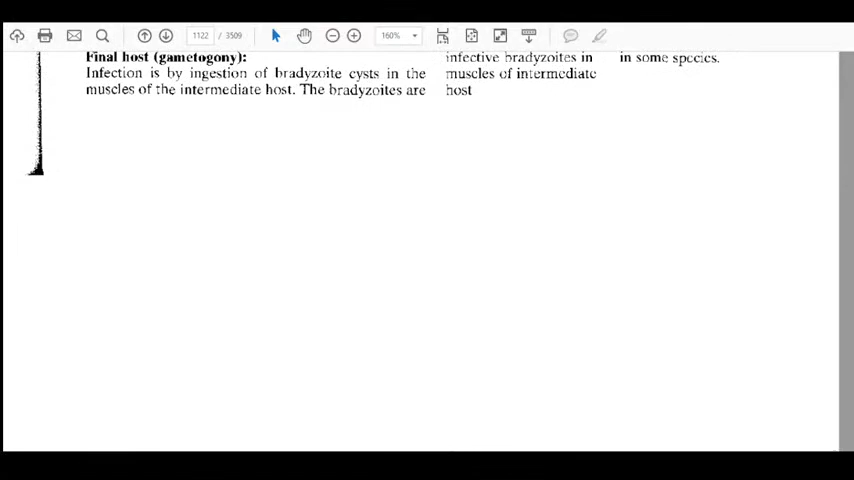 1122 / 3509
160%
Final host (gametogony):
Infection is by ingestion of bradyzoite cysts in the
muscles of the intermediate host. The bradyzoites are
infective bradyzoites in
muscles of intermediate
host
in some species.